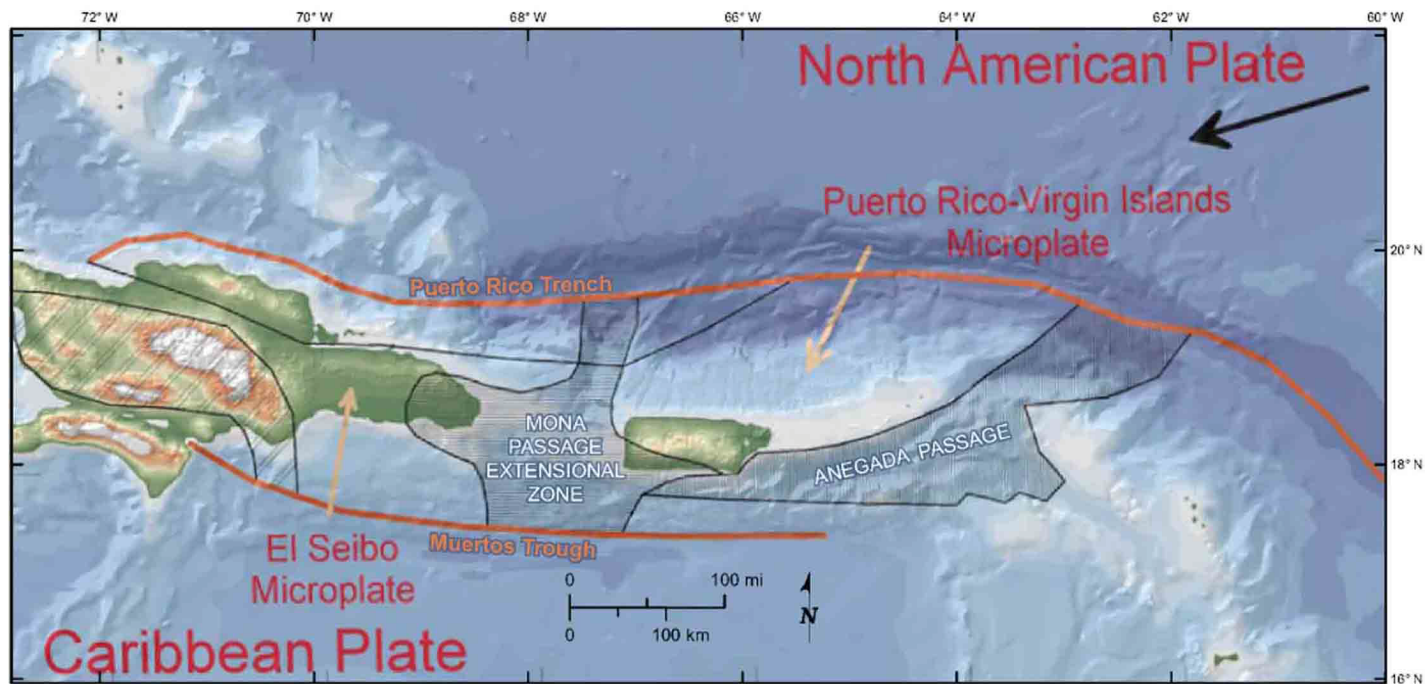 72° W
70° W
68° W
66° W
64° W
62° W
60° W
North American Plate
Puerto Rico-Virgin Islands
Microplate
20° N
Puerto Rico Trench
MONA
PASSAGE
EXTENSIONAL
ZONE
ANEGADA PASSAGE
18° N
Muertos Trough
El Seibo
Microplate
0 100 mi
0 100 km
N
Caribbean Plate
16° N